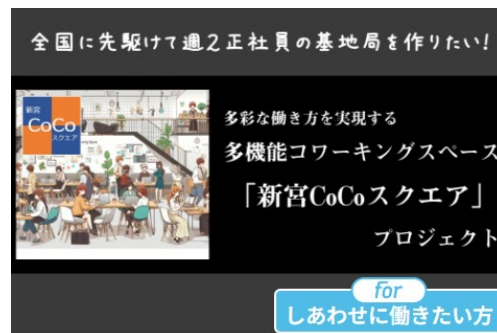 全国に先駆けて週2正社員の基地局を作りたい!
新宮
CoCo
スクエア
多彩な働き方を実現する
多機能コワーキングスペース
「新宮CoCoスクエア」
プロジェクト
for
しあわせに働きたい方